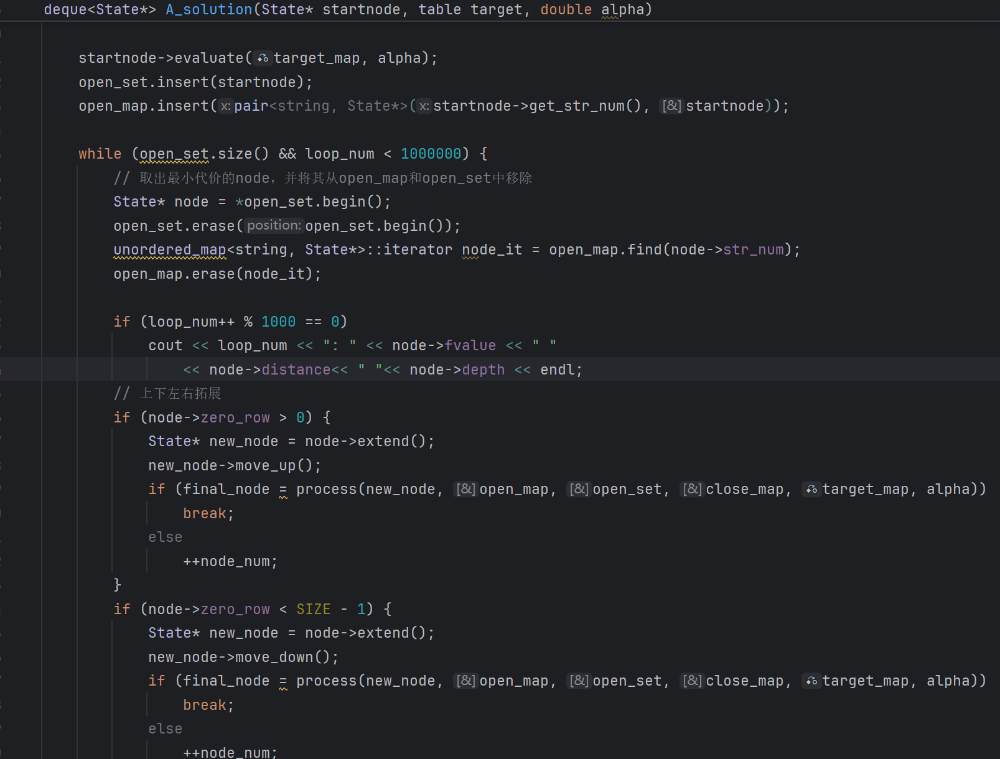 deque<State*> A_solution(State* startnode, table target, double alpha)
startnode->evaluate(target_map, alpha);
open_set.insert(startnode);
open_map.insert(x:pair<string, State*>(x:startnode->get_str_num(), [&]startnode));
while (open_set.size() && loop_num < 1000000) {
// 取出最小代价的node，并将其从open_map和open_set中移除
State* node = *open_set.begin();
open_set.erase(position:open_set.begin());
unordered_map<string, State*>::iterator node_it = open_map.find(node->str_num);
open_map.erase(node_it);
if (loop_num++ % 1000 == 0)
cout << loop_num << ": " << node->fvalue << " "
<< node->distance<< " "<< node->depth << endl;
// 上下左右拓展
if (node->zero_row > 0) {
State* new_node = node->extend();
new_node->move_up();
if (final_node = process(new_node, [&]open_map, [&]open_set, [&]close_map, target_map, alpha))
break;
else
++node_num;
}
if (node->zero_row < SIZE - 1) {
State* new_node = node->extend();
new_node->move_down();
if (final_node = process(new_node, [&]open_map, [&]open_set, [&]close_map, target_map, alpha))
break;
else
++node_num;